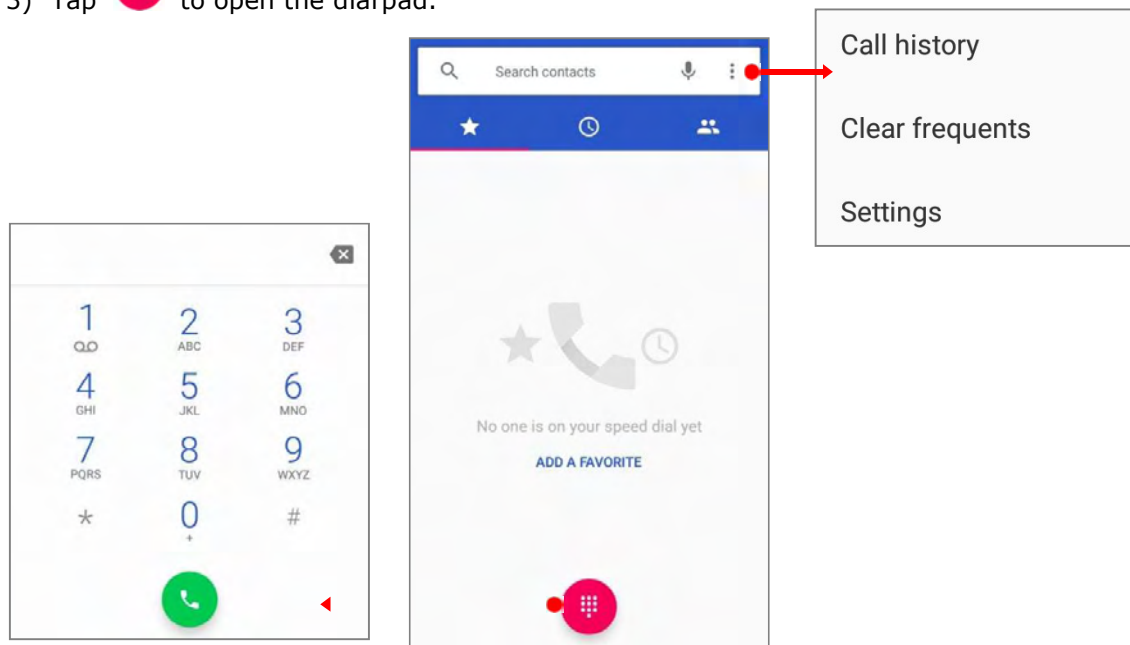 3) Tap to open the dialpad.
Search contacts
Call history
Clear frequents
Settings
1
2 ABC
3 DEF
4 GHI
5 JKL
6 MNO
7 PQRS
8 TUV
9 WXYZ
*
0 +
#
No one is on your speed dial yet
ADD A FAVORITE